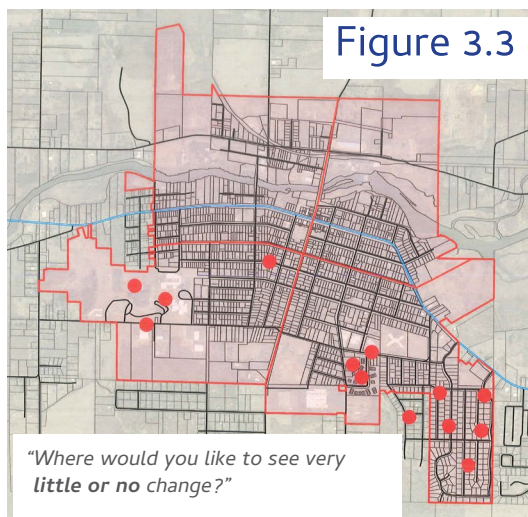 Figure 3.3
“Where would you like to see very
little or no change?”